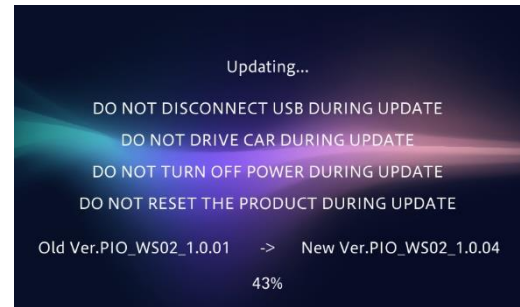 Updating...
DO NOT DISCONNECT USB DURING UPDATE
DO NOT DRIVE CAR DURING UPDATE
DO NOT TURN OFF POWER DURING UPDATE
DO NOT RESET THE PRODUCT DURING UPDATE
Old Ver.PIO_WS02_1.0.01 -> New Ver.PIO_WS02_1.0.04
43%